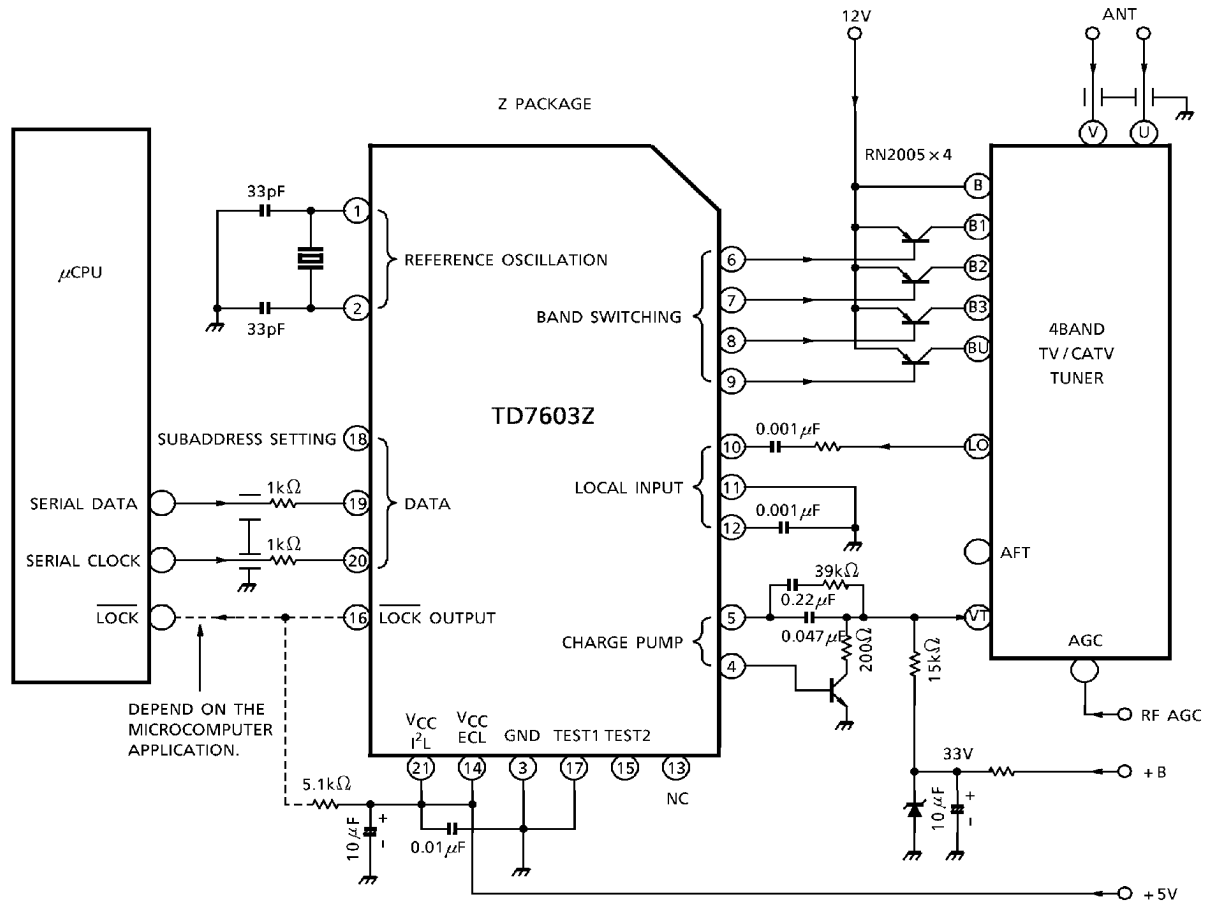 12V
ANT
Z PACKAGE
V
U
RN2005×4
μCPU
33pF
1
33pF
2
REFERENCE OSCILLATION
BAND SWITCHING
6
7
8
9
B
B1
B2
B3
BU
4BAND
TV/CATV
TUNER
TD7603Z
SUBADDRESS SETTING
18
SERIAL DATA
1kΩ
19
DATA
SERIAL CLOCK
1kΩ
20
LOCK
16
LOCK OUTPUT
LOCAL INPUT
10
0.001μF
LO
11
12
0.001μF
AFT
CHARGE PUMP
5
4
39kΩ
0.22μF
0.047μF
200Ω
15kΩ
VT
AGC
RF AGC
DEPEND ON THE
MICROCOMPUTER
APPLICATION.
VCC
I²L
VCC
ECL
GND
TEST1
TEST2
21
14
3
17
15
13
NC
5.1kΩ
10μF
+
-
0.01μF
33V
+B
10μF
+
-
+5V